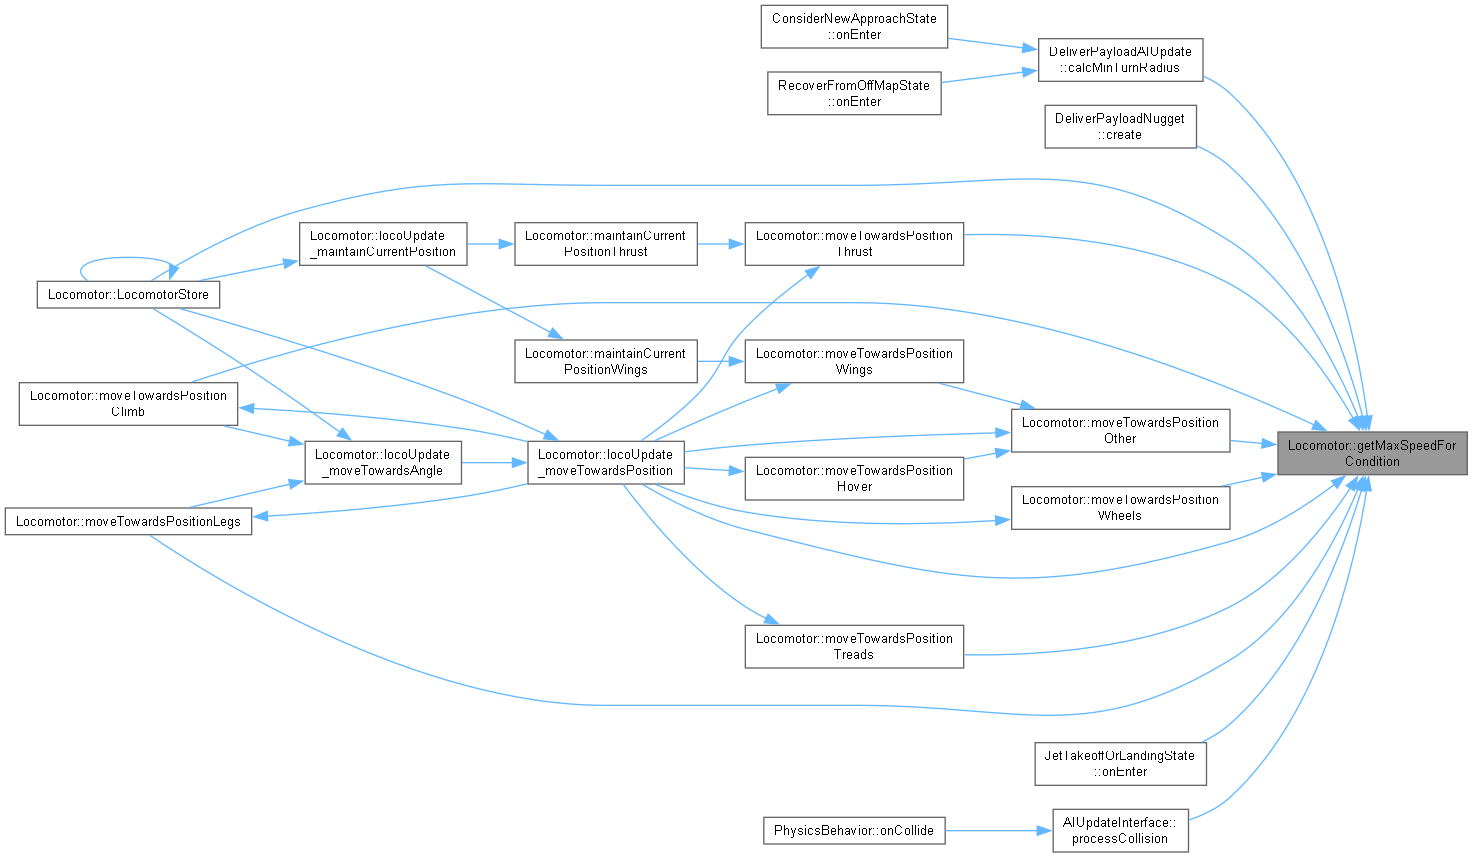 ConsiderNewApproachState
::onEnter
DeliverPayloadAIUpdate
::calcMinTurnRadius
RecoverFromOffMapState
::onEnter
DeliverPayloadNugget
::create
Locomotor::locoUpdate
_maintainCurrentPosition
Locomotor::maintainCurrent
PositionThrust
Locomotor::moveTowardsPosition
Thrust
Locomotor::LocomotorStore
Locomotor::maintainCurrent
PositionWings
Locomotor::moveTowardsPosition
Wings
Locomotor::moveTowardsPosition
Climb
Locomotor::moveTowardsPosition
Other
Locomotor::getMaxSpeedFor
Condition
Locomotor::locoUpdate
_moveTowardsAngle
Locomotor::locoUpdate
_moveTowardsPosition
Locomotor::moveTowardsPosition
Hover
Locomotor::moveTowardsPosition
Wheels
Locomotor::moveTowardsPositionLegs
Locomotor::moveTowardsPosition
Treads
JetTakeoffOrLandingState
::onEnter
PhysicsBehavior::onCollide
AIUpdateInterface::
processCollision